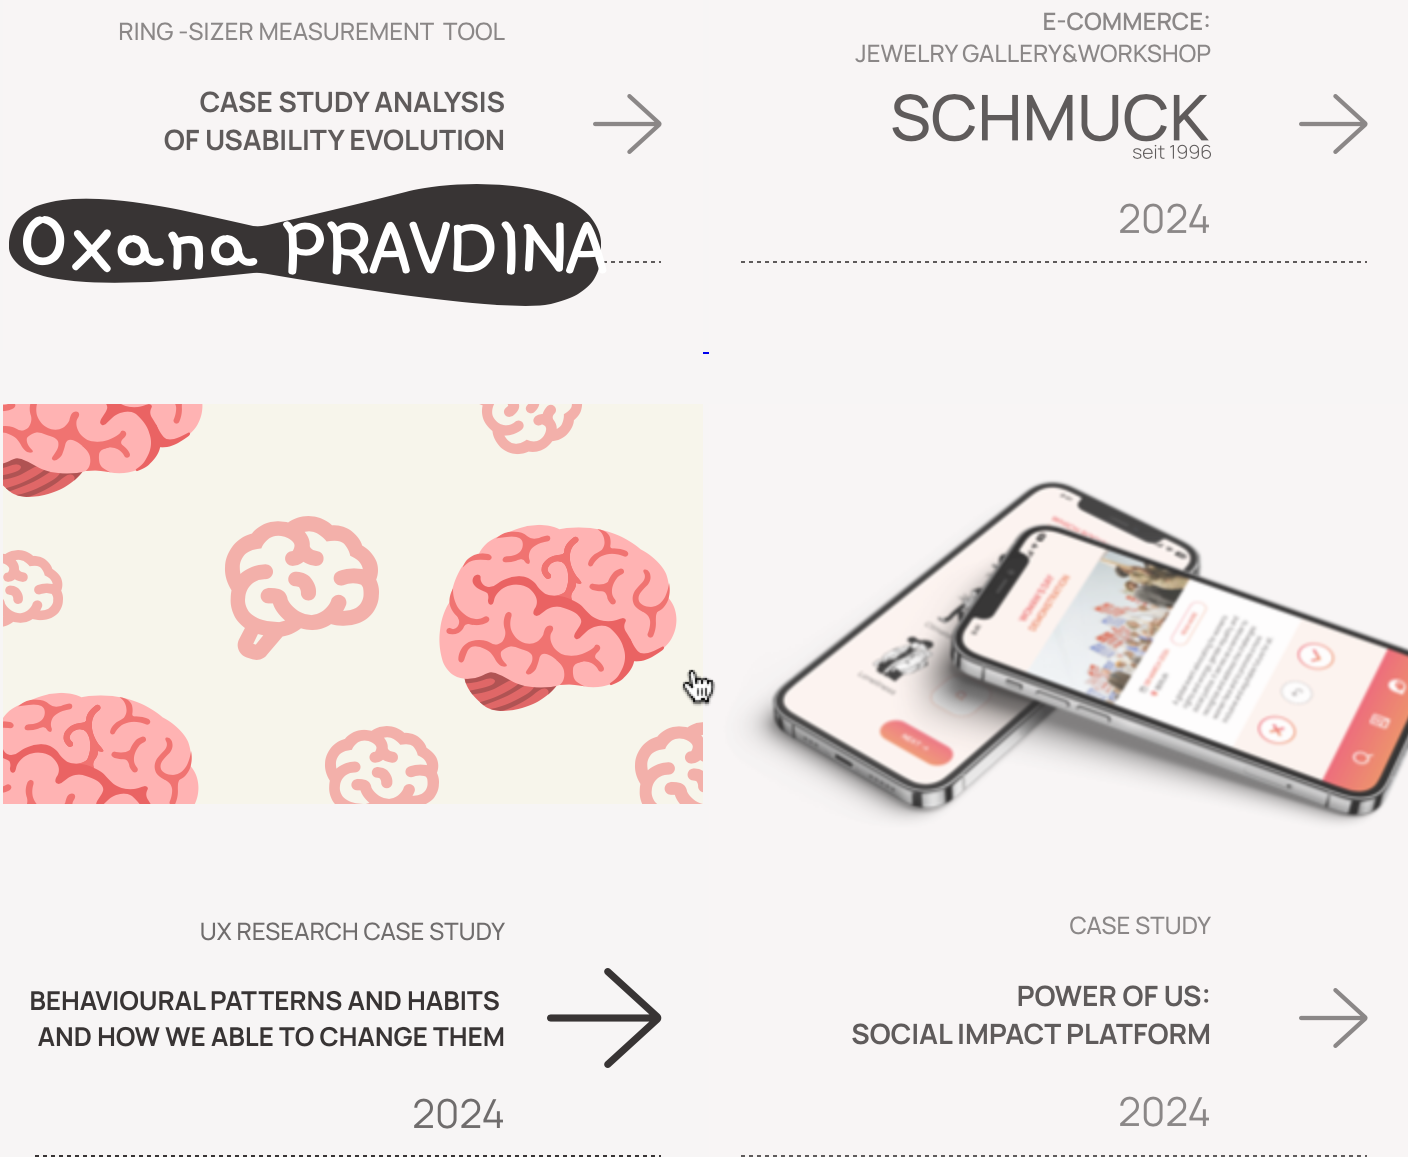 RING -SIZER MEASUREMENT TOOL
CASE STUDY ANALYSIS
OF USABILITY EVOLUTION
Oxana PRAVDINA
E-COMMERCE:
JEWELRY GALLERY&WORKSHOP
SCHMUCK
seit 1996
2024
UX RESEARCH CASE STUDY
BEHAVIOURAL PATTERNS AND HABITS
AND HOW WE ABLE TO CHANGE THEM
2024
CASE STUDY
POWER OF US:
SOCIAL IMPACT PLATFORM
2024